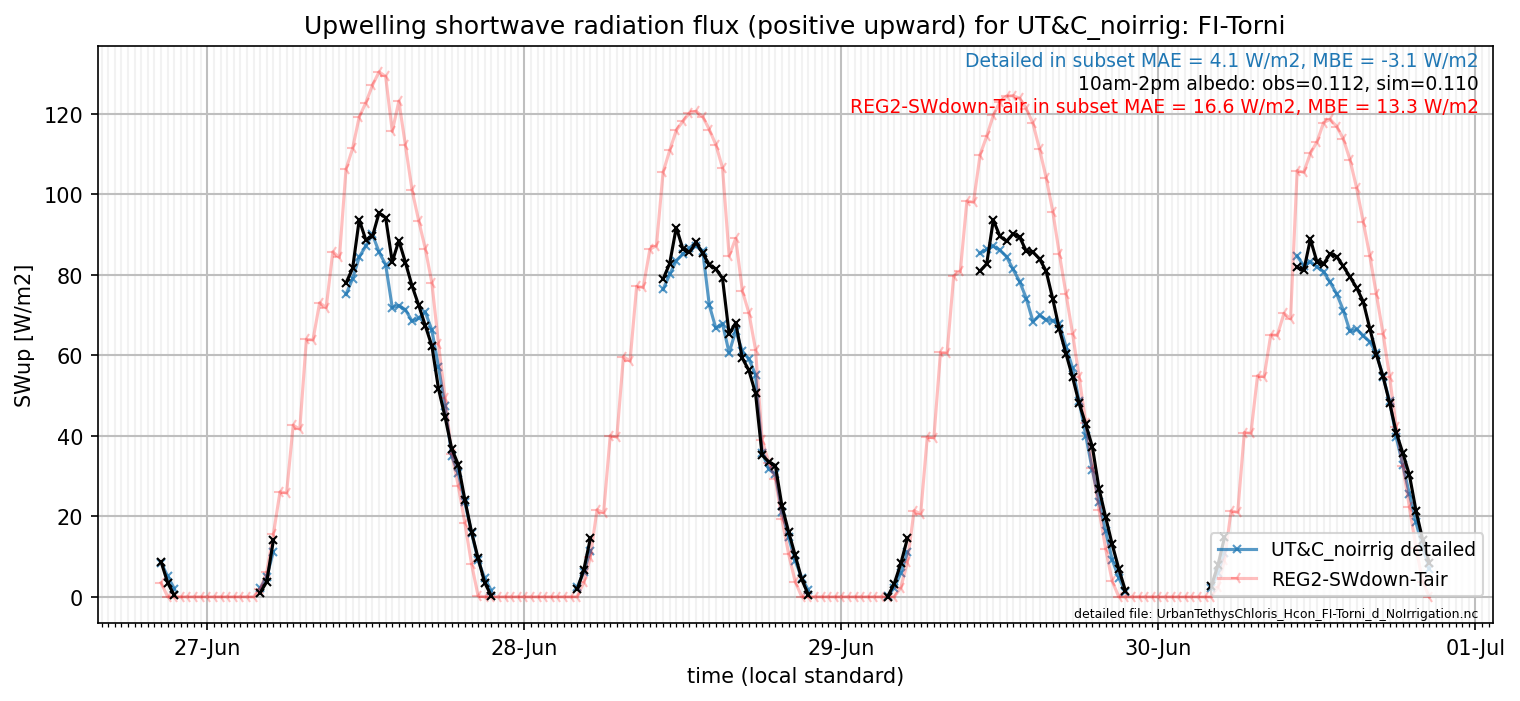 Upwelling shortwave radiation flux (positive upward) for UT&C_noirrig: FI-Torni
Detailed in subset MAE = 4.1 W/m2, MBE = -3.1 W/m2
10am-2pm albedo: obs=0.112, sim=0.110
REG2-SWdown-Tair in subset MAE = 16.6 W/m2, MBE = 13.3 W/m2
SWup [W/m2]
120
100
80
60
40
20
0
UT&C_noirrig detailed
REG2-SWdown-Tair
detailed file: UrbanTethysChloris_Hcon_FI-Torni_d_NoIrrigation.nc
27-Jun 28-Jun 29-Jun 30-Jun 01-Jul
time (local standard)